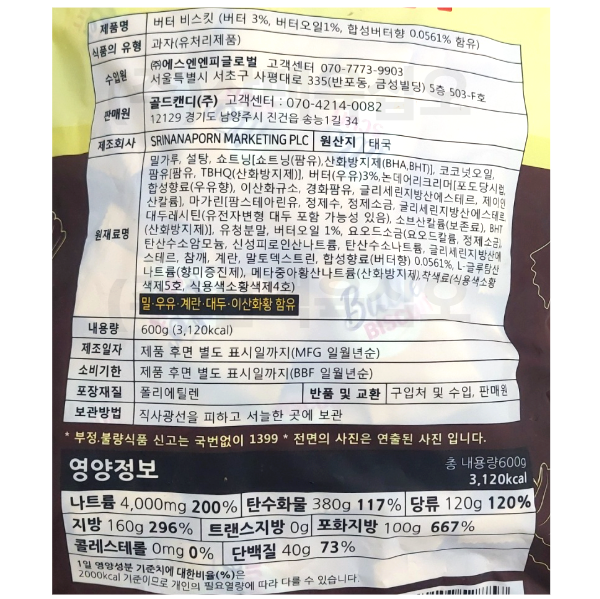 제품명 버터 비스킷 (버터 3%, 버터오일1%, 합성버터향 0.0561% 함유)
식품의 유형 과자(유처리제품)
수입원 ㈜에스엔엔피글로벌 고객센터 070-7773-9903
서울특별시 서초구 사평대로 335(반포동, 금성빌딩) 5층 503-F호
판매원 골드캔디(주) 고객센터 : 070-4214-0082
12129 경기도 남양주시 진건읍 송능1길 34
제조회사 SRINANAPORN MARKETING PLC 원산지 태국
원재료명
밀가루, 설탕, 쇼트닝[쇼트닝(팜유),산화방지제(BHA,BHT)], 코코넛오일,
팜유[팜유, TBHQ(산화방지제)], 버터(우유)3%,논데어리크리머[포도당시럽,
합성향료(우유향), 이산화규소, 경화팜유, 글리세린지방산에스테르, 제이인
산칼륨], 마가린[팜스테아린유, 정제수, 정제소금, 글리세린지방산에스테르
대두레시틴(유전자변형 대두 포함 가능성 있음), 소브산칼륨(보존료), BHT
(산화방지제)], 유청분말, 버터오일 1%, 요오드소금(요오드칼륨, 정제소금),
탄산수소암모늄, 산성피로인산나트륨, 탄산수소나트륨, 글리세린지방산에
스테르, 참깨, 계란, 말토덱스트린, 합성향료(버터향) 0.0561%, L-글루탐산
나트륨(향미증진제), 메타중아황산나트륨(산화방지제),착색료(식용색소황
색제5호, 식용색소황색제4호)
밀·우유·계란·대두·이산화황 함유
내용량 600g (3,120kcal)
제조일자 제품 후면 별도 표시일까지(MFG 일월년순)
소비기한 제품 후면 별도 표시일까지(BBF 일월년순)
포장재질 폴리에틸렌 반품 및 교환 구입처 및 수입, 판매원
보관방법 직사광선을 피하고 서늘한 곳에 보관
* 부정.불량식품 신고는 국번없이 1399 * 전면의 사진은 연출된 사진 입니다.
영양정보 총 내용량600g
3,120kcal
나트륨 4,000mg 200% 탄수화물 380g 117% 당류 120g 120%
지방 160g 296% 트랜스지방 0g 포화지방 100g 667%
콜레스테롤 0mg 0% 단백질 40g 73%
1일 영양성분 기준치에 대한비율(%)은
2000kcal 기준이므로 개인의 필요열량에 따라 다를 수 있습니다.